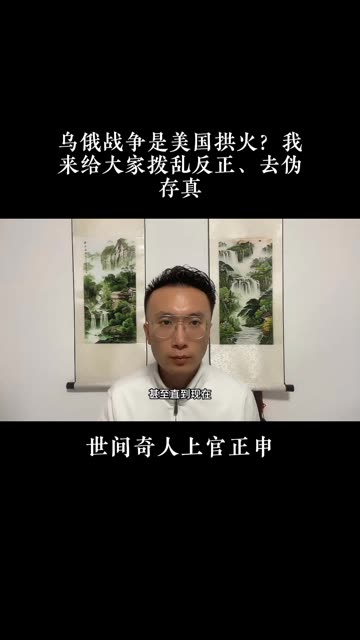 乌俄战争是美国拱火？我
来给大家拨乱反正、去伪
存真
甚至直到现在
世间奇人上官正申